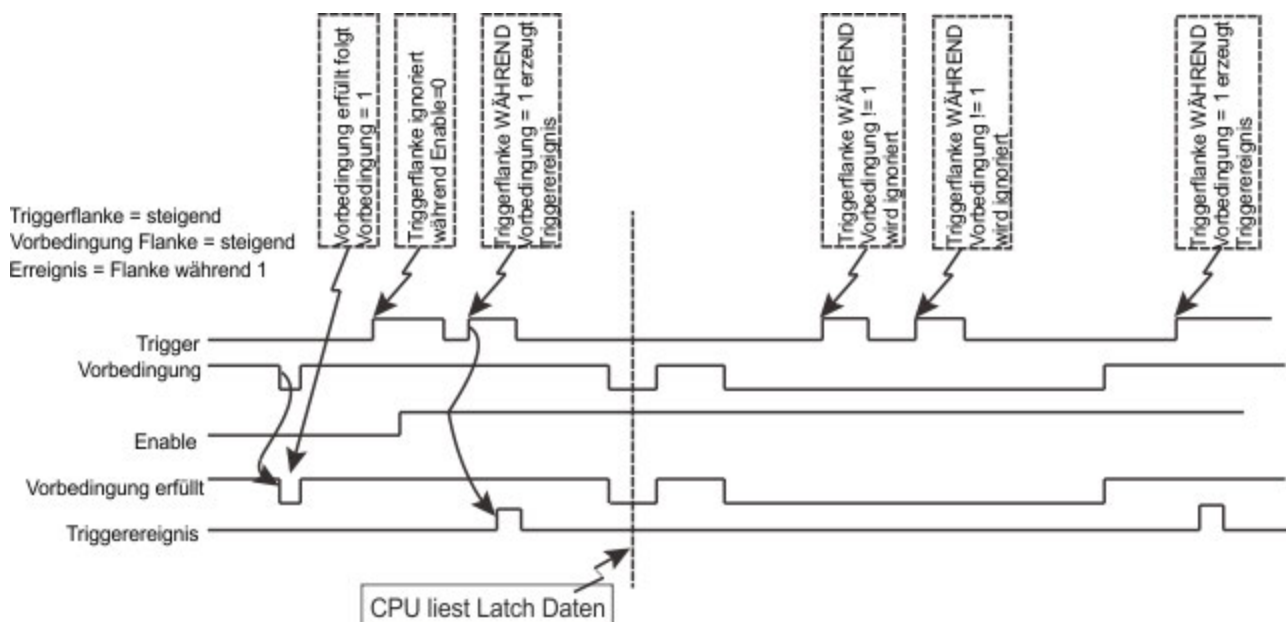 Vorbedingung erfüllt folgt
Vorbedingung = 1
Triggerflanke ignoriert
während Enable=0
Triggerflanke WÄHREND
Vorbedingung = 1 erzeugt
Triggerereignis
Triggerflanke WÄHREND
Vorbedingung != 1
wird ignoriert
Triggerflanke WÄHREND
Vorbedingung != 1
wird ignoriert
Triggerflanke WÄHREND
Vorbedingung = 1 erzeugt
Triggerereignis
Triggerflanke = steigend
Vorbedingung Flanke = steigend
Erreignis = Flanke während 1
Trigger
Vorbedingung
Enable
Vorbedingung erfüllt
Triggerereignis
CPU liest Latch Daten